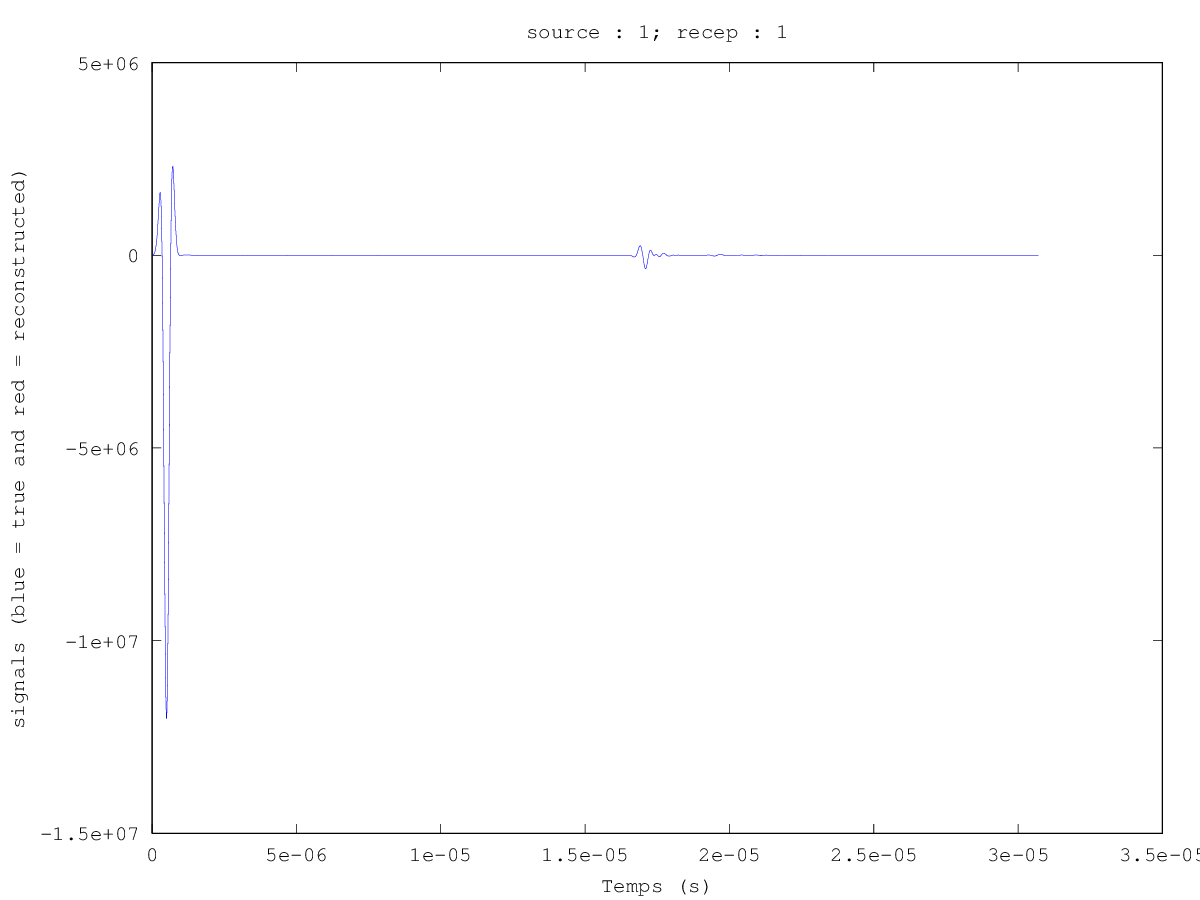 source : 1; recep : 1
signals (blue = true and red = reconstructed)
5e+06
0
-5e+06
-1e+07
-1.5e+07
0
5e-06
1e-05
1.5e-05
2e-05
2.5e-05
3e-05
3.5e-05
Temps (s)